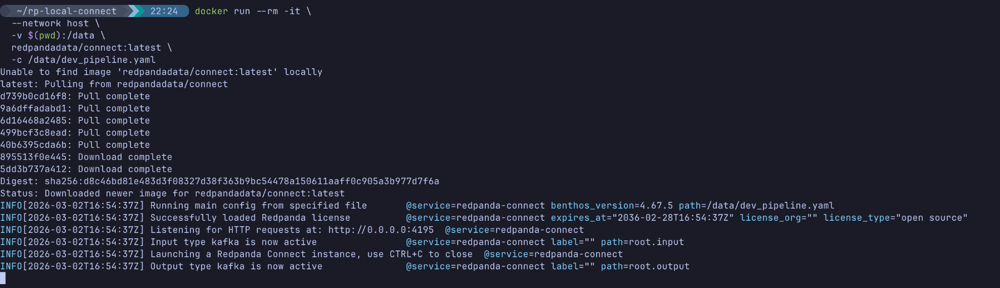 ~/rp-local-connect 22:24 docker run --rm -it \
--network host \
-v $(pwd):/data \
redpandadata/connect:latest \
-c /data/dev_pipeline.yaml
Unable to find image 'redpandadata/connect:latest' locally
latest: Pulling from redpandadata/connect
d739b0cd16f8: Pull complete
9a6dffadabd1: Pull complete
6d16468a2485: Pull complete
499bcf3c8ead: Pull complete
40b6395cda6b: Pull complete
895513f0e445: Download complete
5dd3b737a412: Download complete
Digest: sha256:d8c46bd81e483d3f08327d38f363b9bc54478a150611aaff0c905a3b977d7f6a
Status: Downloaded newer image for redpandadata/connect:latest
INFO[2026-03-02T16:54:37Z] Running main config from specified file @service=redpanda-connect benthos_version=4.67.5 path=/data/dev_pipeline.yaml
INFO[2026-03-02T16:54:37Z] Successfully loaded Redpanda license @service=redpanda-connect expires_at="2036-02-28T16:54:37Z" license_org="" license_type="open source"
INFO[2026-03-02T16:54:37Z] Listening for HTTP requests at: http://0.0.0.0:4195 @service=redpanda-connect
INFO[2026-03-02T16:54:37Z] Input type kafka is now active @service=redpanda-connect label="" path=root.input
INFO[2026-03-02T16:54:37Z] Launching a Redpanda Connect instance, use CTRL+C to close @service=redpanda-connect
INFO[2026-03-02T16:54:37Z] Output type kafka is now active @service=redpanda-connect label="" path=root.output